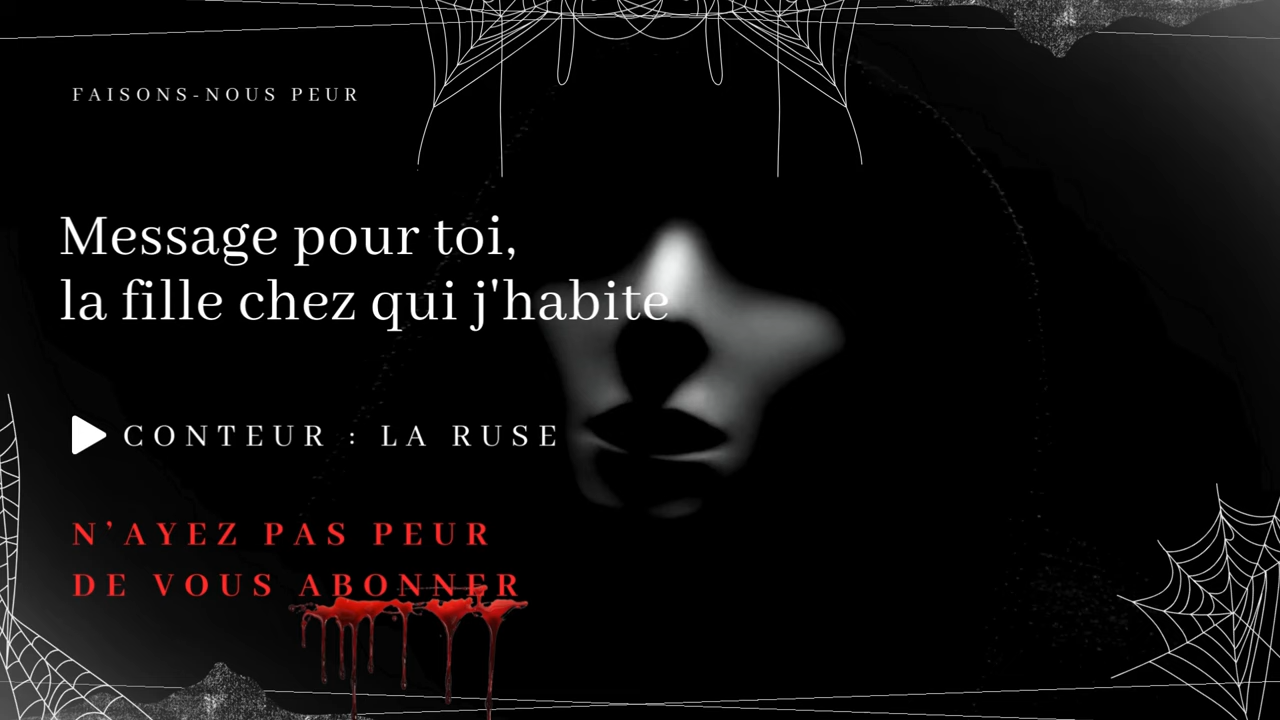 FAISONS-NOUS PEUR
Message pour toi,
la fille chez qui j'habite
CONTEUR : LA RUSE
N’AYEZ PAS PEUR
DE VOUS ABONNER